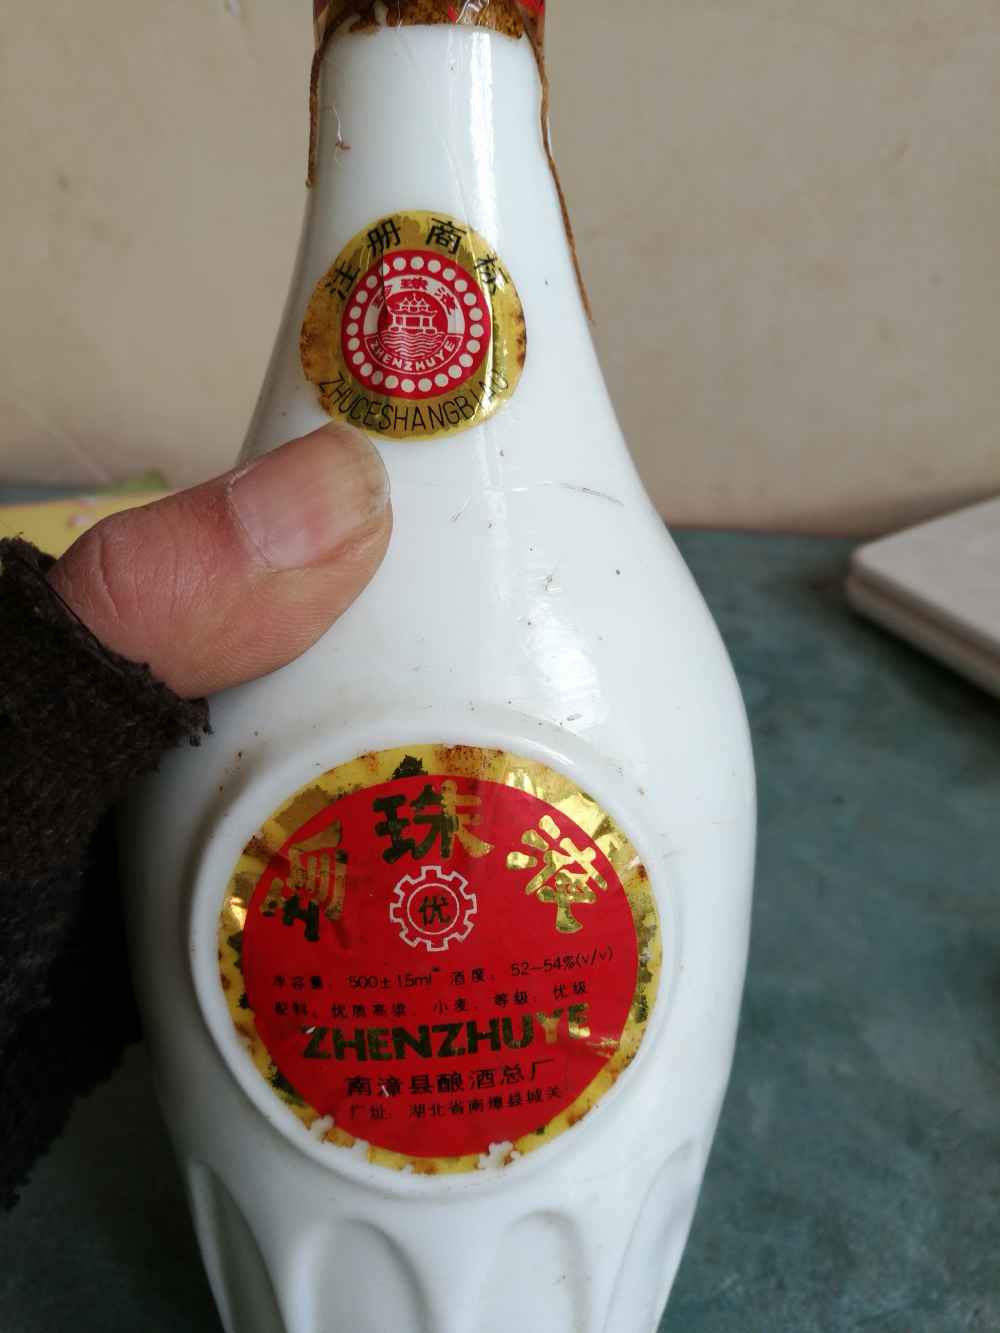 注册商标
珍珠液
ZHENZHUYE
ZHUCESHANGBIAO
珍珠液
优
净容量：500±15ml 酒度：52—54%(v/v)
配料：优质高粱、小麦、等级：优级
ZHENZHUYE
南漳县酿酒总厂
厂址：湖北省南漳县城关